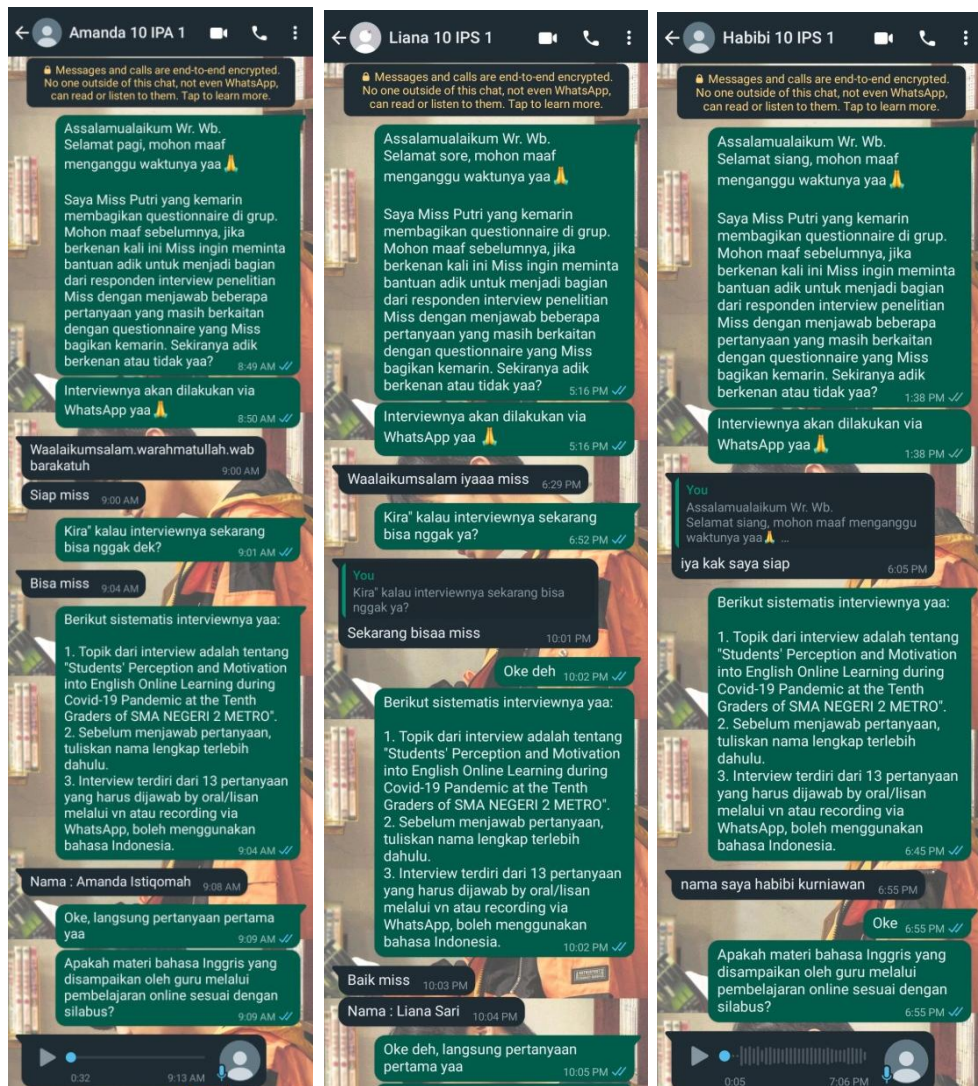 Amanda 10 IPA 1
Messages and calls are end-to-end encrypted.
No one outside of this chat, not even WhatsApp,
can read or listen to them. Tap to learn more.
Assalamualaikum Wr. Wb.
Selamat pagi, mohon maaf
menganggu waktunya yaa🙏
Saya Miss Putri yang kemarin
membagikan questionnaire di grup.
Mohon maaf sebelumnya, jika
berkenan kali ini Miss ingin meminta
bantuan adik untuk menjadi bagian
dari responden interview penelitian
Miss dengan menjawab beberapa
pertanyaan yang masih berkaitan
dengan questionnaire yang Miss
bagikan kemarin. Sekiranya adik
berkenan atau tidak yaa?
8:49 AM
Interviewnya akan dilakukan via
WhatsApp yaa🙏
8:50 AM
Waalaikumsalam.warahmatullah.wab
barakatuh
9:00 AM
Siap miss 9:00 AM
Kira" kalau interviewnya sekarang
bisa nggak dek?
9:01 AM
Bisa miss 9:04 AM
Berikut sistematis interviewnya yaa:
1. Topik dari interview adalah tentang
"Students' Perception and Motivation
into English Online Learning during
Covid-19 Pandemic at the Tenth
Graders of SMA NEGERI 2 METRO".
2. Sebelum menjawab pertanyaan,
tuliskan nama lengkap terlebih
dahulu.
3. Interview terdiri dari 13 pertanyaan
yang harus dijawab by oral/lisan
melalui vn atau recording via
WhatsApp, boleh menggunakan
bahasa Indonesia.
9:04 AM
Nama : Amanda Istiqomah 9:08 AM
Oke, langsung pertanyaan pertama
yaa
9:09 AM
Apakah materi bahasa Inggris yang
disampaikan oleh guru melalui
pembelajaran online sesuai dengan
silabus?
9:09 AM
0:32 9:13 AM
Liana 10 IPS 1
Messages and calls are end-to-end encrypted.
No one outside of this chat, not even WhatsApp,
can read or listen to them. Tap to learn more.
Assalamualaikum Wr. Wb.
Selamat sore, mohon maaf
menganggu waktunya yaa🙏
Saya Miss Putri yang kemarin
membagikan questionnaire di grup.
Mohon maaf sebelumnya, jika
berkenan kali ini Miss ingin meminta
bantuan adik untuk menjadi bagian
dari responden interview penelitian
Miss dengan menjawab beberapa
pertanyaan yang masih berkaitan
dengan questionnaire yang Miss
bagikan kemarin. Sekiranya adik
berkenan atau tidak yaa?
5:16 PM
Interviewnya akan dilakukan via
WhatsApp yaa 🙏
5:16 PM
Waalaikumsalam iyaaa miss 6:29 PM
Kira" kalau interviewnya sekarang
bisa nggak ya?
6:52 PM
You
Kira" kalau interviewnya sekarang bisa
nggak ya?
Sekarang bisaa miss 10:01 PM
Oke deh 10:02 PM
Berikut sistematis interviewnya yaa:
1. Topik dari interview adalah tentang
"Students' Perception and Motivation
into English Online Learning during
Covid-19 Pandemic at the Tenth
Graders of SMA NEGERI 2 METRO".
2. Sebelum menjawab pertanyaan,
tuliskan nama lengkap terlebih
dahulu.
3. Interview terdiri dari 13 pertanyaan
yang harus dijawab by oral/lisan
melalui vn atau recording via
WhatsApp, boleh menggunakan
bahasa Indonesia.
10:02 PM
Baik miss 10:03 PM
Nama : Liana Sari 10:04 PM
Oke deh, langsung pertanyaan
pertama yaa
10:05 PM
Habibi 10 IPS 1
Messages and calls are end-to-end encrypted.
No one outside of this chat, not even WhatsApp,
can read or listen to them. Tap to learn more.
Assalamualaikum Wr. Wb.
Selamat siang, mohon maaf
menganggu waktunya yaa🙏
Saya Miss Putri yang kemarin
membagikan questionnaire di grup.
Mohon maaf sebelumnya, jika
berkenan kali ini Miss ingin meminta
bantuan adik untuk menjadi bagian
dari responden interview penelitian
Miss dengan menjawab beberapa
pertanyaan yang masih berkaitan
dengan questionnaire yang Miss
bagikan kemarin. Sekiranya adik
berkenan atau tidak yaa?
1:38 PM
Interviewnya akan dilakukan via
WhatsApp yaa🙏
1:38 PM
You
Assalamualaikum Wr. Wb.
Selamat siang, mohon maaf menganggu
waktunya yaa🙏 ...
iya kak saya siap 6:05 PM
Berikut sistematis interviewnya yaa:
1. Topik dari interview adalah tentang
"Students' Perception and Motivation
into English Online Learning during
Covid-19 Pandemic at the Tenth
Graders of SMA NEGERI 2 METRO".
2. Sebelum menjawab pertanyaan,
tuliskan nama lengkap terlebih
dahulu.
3. Interview terdiri dari 13 pertanyaan
yang harus dijawab by oral/lisan
melalui vn atau recording via
WhatsApp, boleh menggunakan
bahasa Indonesia.
6:45 PM
nama saya habibi kurniawan 6:55 PM
Oke 6:55 PM
Apakah materi bahasa Inggris yang
disampaikan oleh guru melalui
pembelajaran online sesuai dengan
silabus?
6:55 PM
0:05 7:06 PM